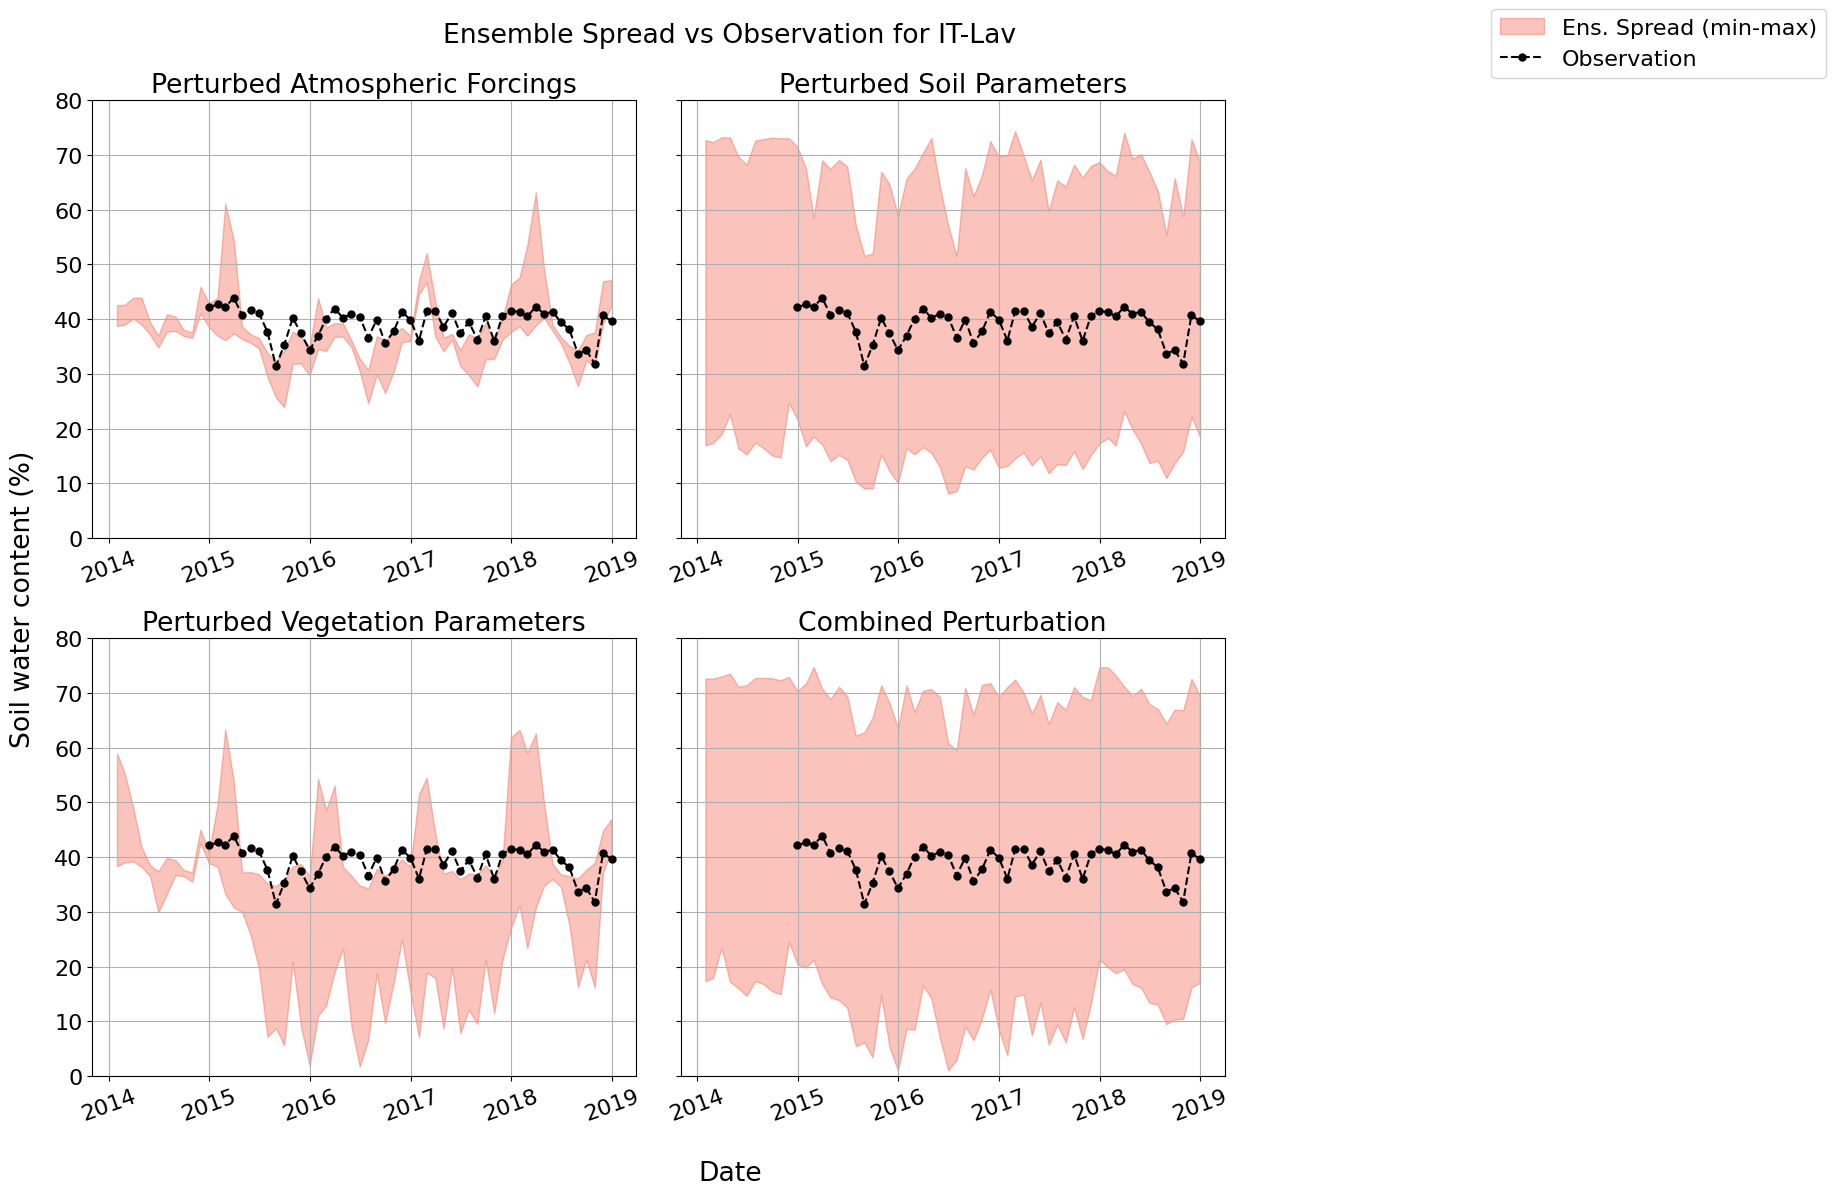 Ensemble Spread vs Observation for IT-Lav
Ens. Spread (min-max)
Observation
Perturbed Atmospheric Forcings
80
70
60
50
40
30
20
10
0
2014 2015 2016 2017 2018 2019
Perturbed Soil Parameters
2014 2015 2016 2017 2018 2019
Soil water content (%)
Perturbed Vegetation Parameters
80
70
60
50
40
30
20
10
0
2014 2015 2016 2017 2018 2019
Combined Perturbation
2014 2015 2016 2017 2018 2019
Date